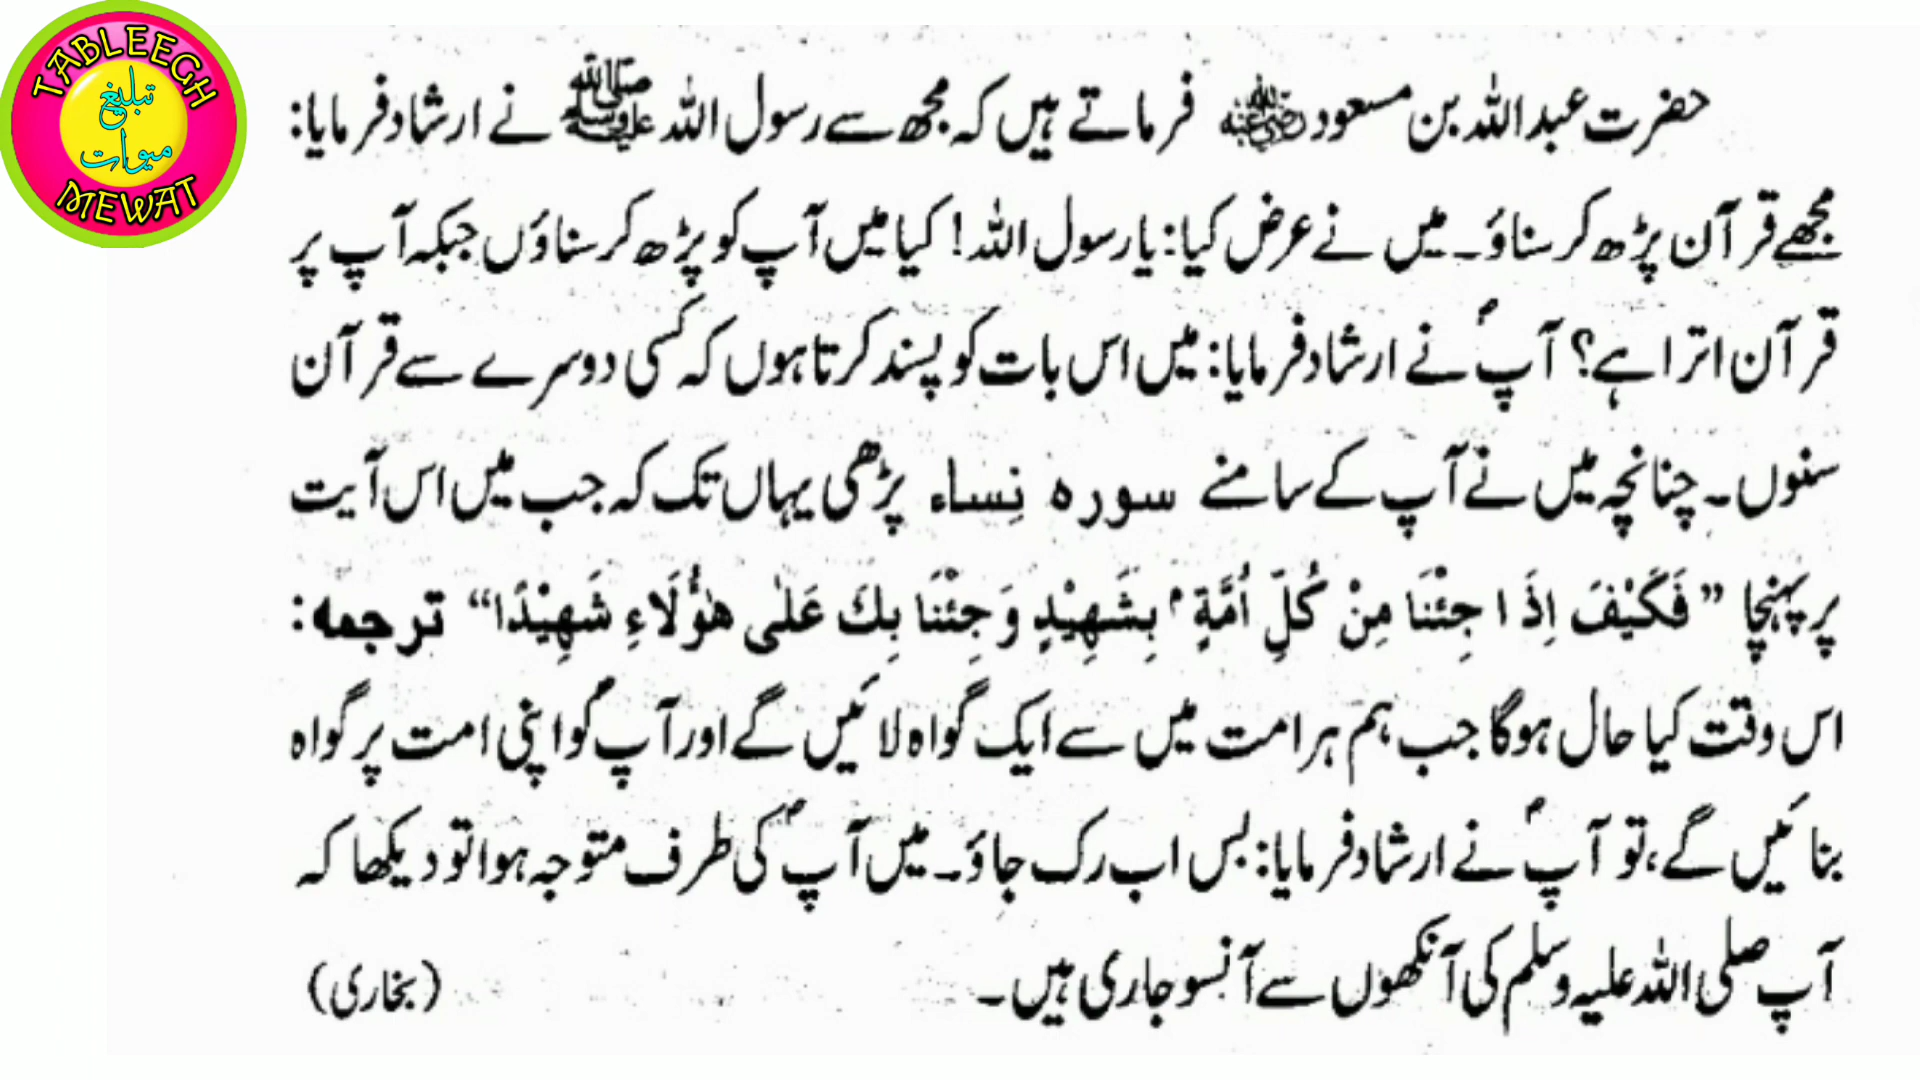 TABLEEGH
تبلیغ
میوات
MEWAT
حضرت عبداللہ بن مسعود رضی اللہ عنہ فرماتے ہیں کہ مجھ سے رسول اللہ صلی اللہ علیہ وسلم نے ارشاد فرمایا:
مجھے قرآن پڑھ کر سناؤ۔ میں نے عرض کیا: یا رسول اللہ! کیا میں آپ کو پڑھ کر سناؤں جبکہ آپ پر
قرآن اترا ہے؟ آپؐ نے ارشاد فرمایا: میں اس بات کو پسند کرتا ہوں کہ کسی دوسرے سے قرآن
سنوں۔ چنانچہ میں نے آپ کے سامنے سورہ نِساء پڑھی یہاں تک کہ جب میں اس آیت
پر پہنچا ”فَكَيْفَ اِذَا جِئْنَا مِنْ كُلِّ اُمَّةٍ ۢ بِشَهِيْدٍ وَجِئْنَا بِكَ عَلٰى هٰٓؤُلَاءِ شَهِيْدًا“ ترجمه:
اس وقت کیا حال ہوگا جب ہم ہر امت میں سے ایک گواہ لائیں گے اور آپؐ کو اپنی امت پر گواہ
بنائیں گے، تو آپؐ نے ارشاد فرمایا: بس اب رک جاؤ۔ میں آپؐ کی طرف متوجہ ہوا تو دیکھا کہ
آپ صلی اللہ علیہ وسلم کی آنکھوں سے آنسو جاری ہیں۔ (بخاری)